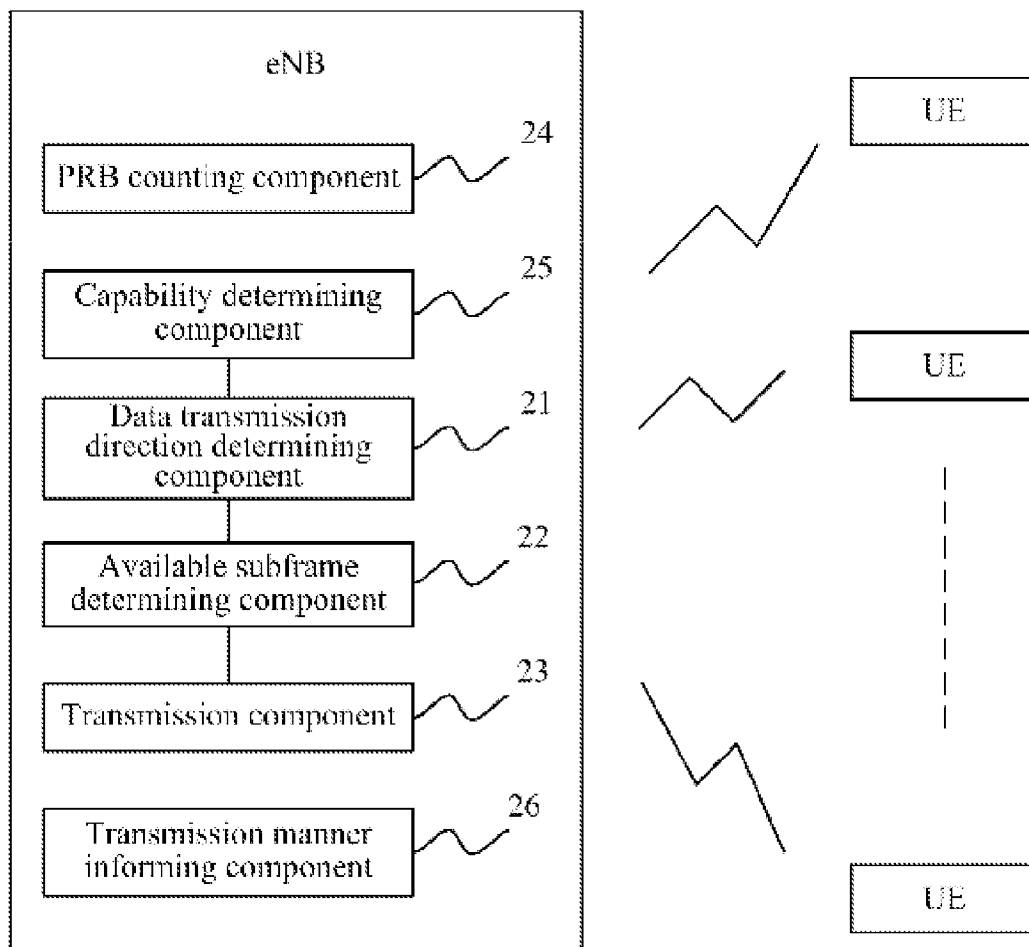 eNB
24
PRB counting component
25
Capability determining
component
21
Data transmission
direction determining
component
22
Available subframe
determining component
23
Transmission component
26
Transmission manner
informing component
UE
UE
UE